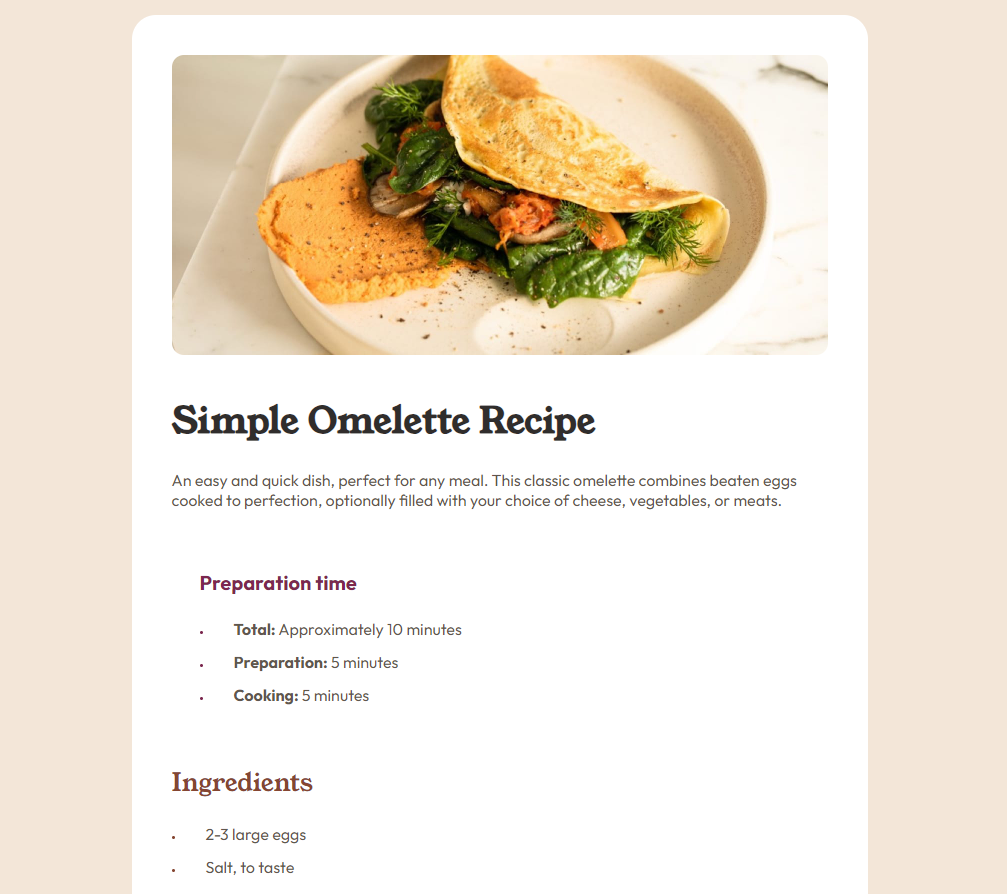 Simple Omelette Recipe
An easy and quick dish, perfect for any meal. This classic omelette combines beaten eggs
cooked to perfection, optionally filled with your choice of cheese, vegetables, or meats.
Preparation time
• Total: Approximately 10 minutes
• Preparation: 5 minutes
• Cooking: 5 minutes
Ingredients
• 2-3 large eggs
• Salt, to taste